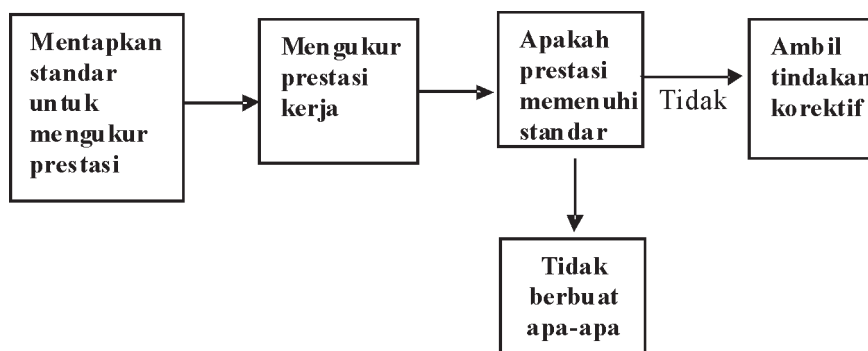 Mentapkan
standar
untuk
mengukur
prestasi
Mengukur
prestasi
kerja
Apakah
prestasi
memenuhi
standar
Tidak
Ambil
tindakan
korektif
Tidak
berbuat
apa-apa